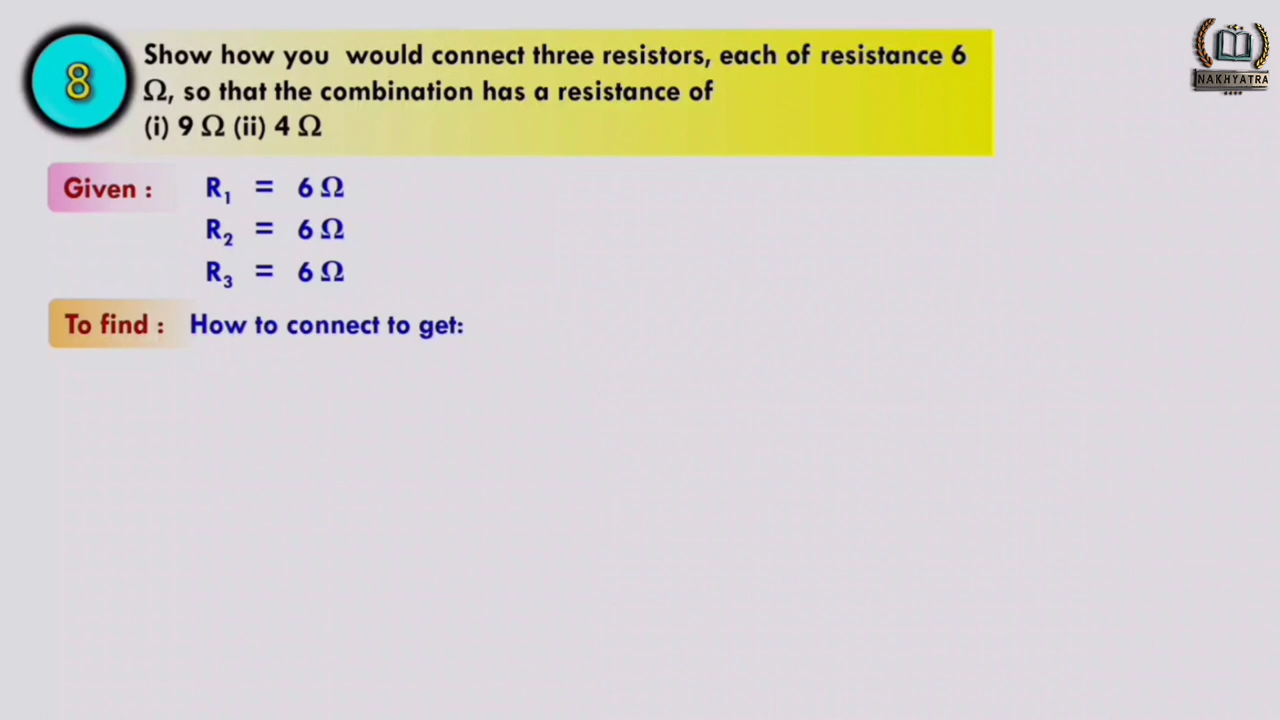 8
Show how you would connect three resistors, each of resistance 6
Ω, so that the combination has a resistance of
(i) 9 Ω (ii) 4 Ω
NAKHYATRA
Given :
R₁ = 6 Ω
R₂ = 6 Ω
R₃ = 6 Ω
To find : How to connect to get: